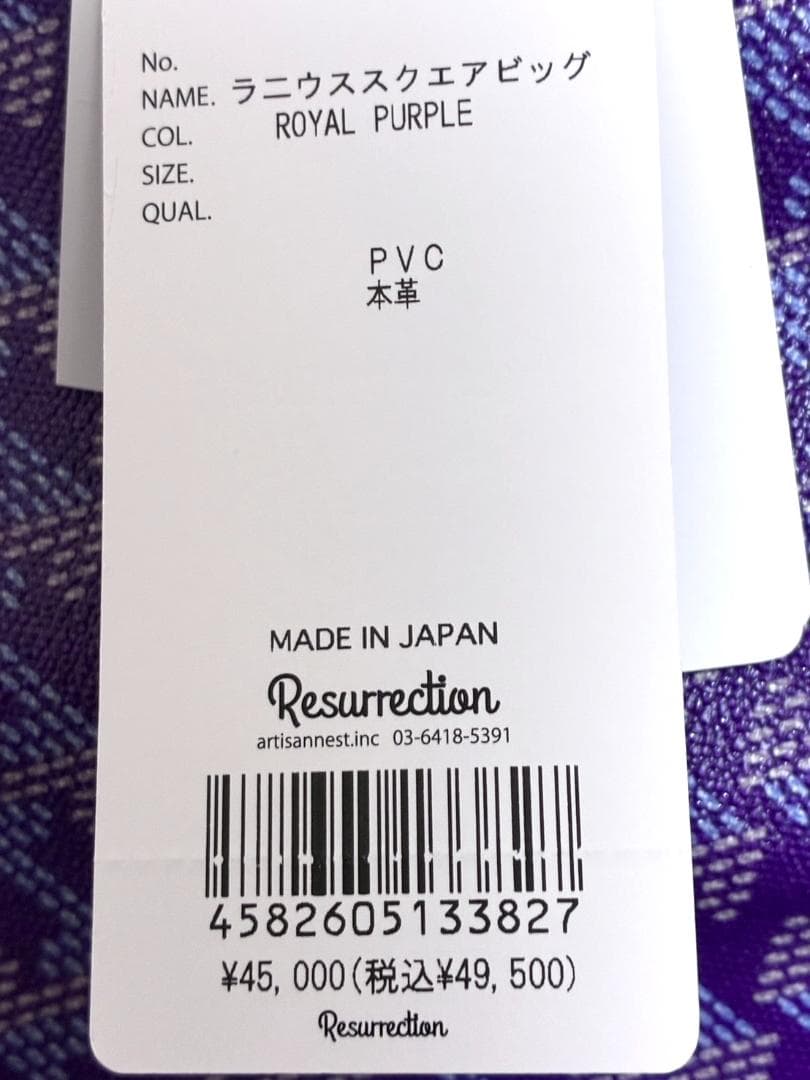 No.
NAME. ラニウススクエアビッグ
COL. ROYAL PURPLE
SIZE.
QUAL.
PVC
本革
MADE IN JAPAN
Resurrection
artisannest.inc 03-6418-5391
4582605133827
¥45,000(税込¥49,500)
Resurrection